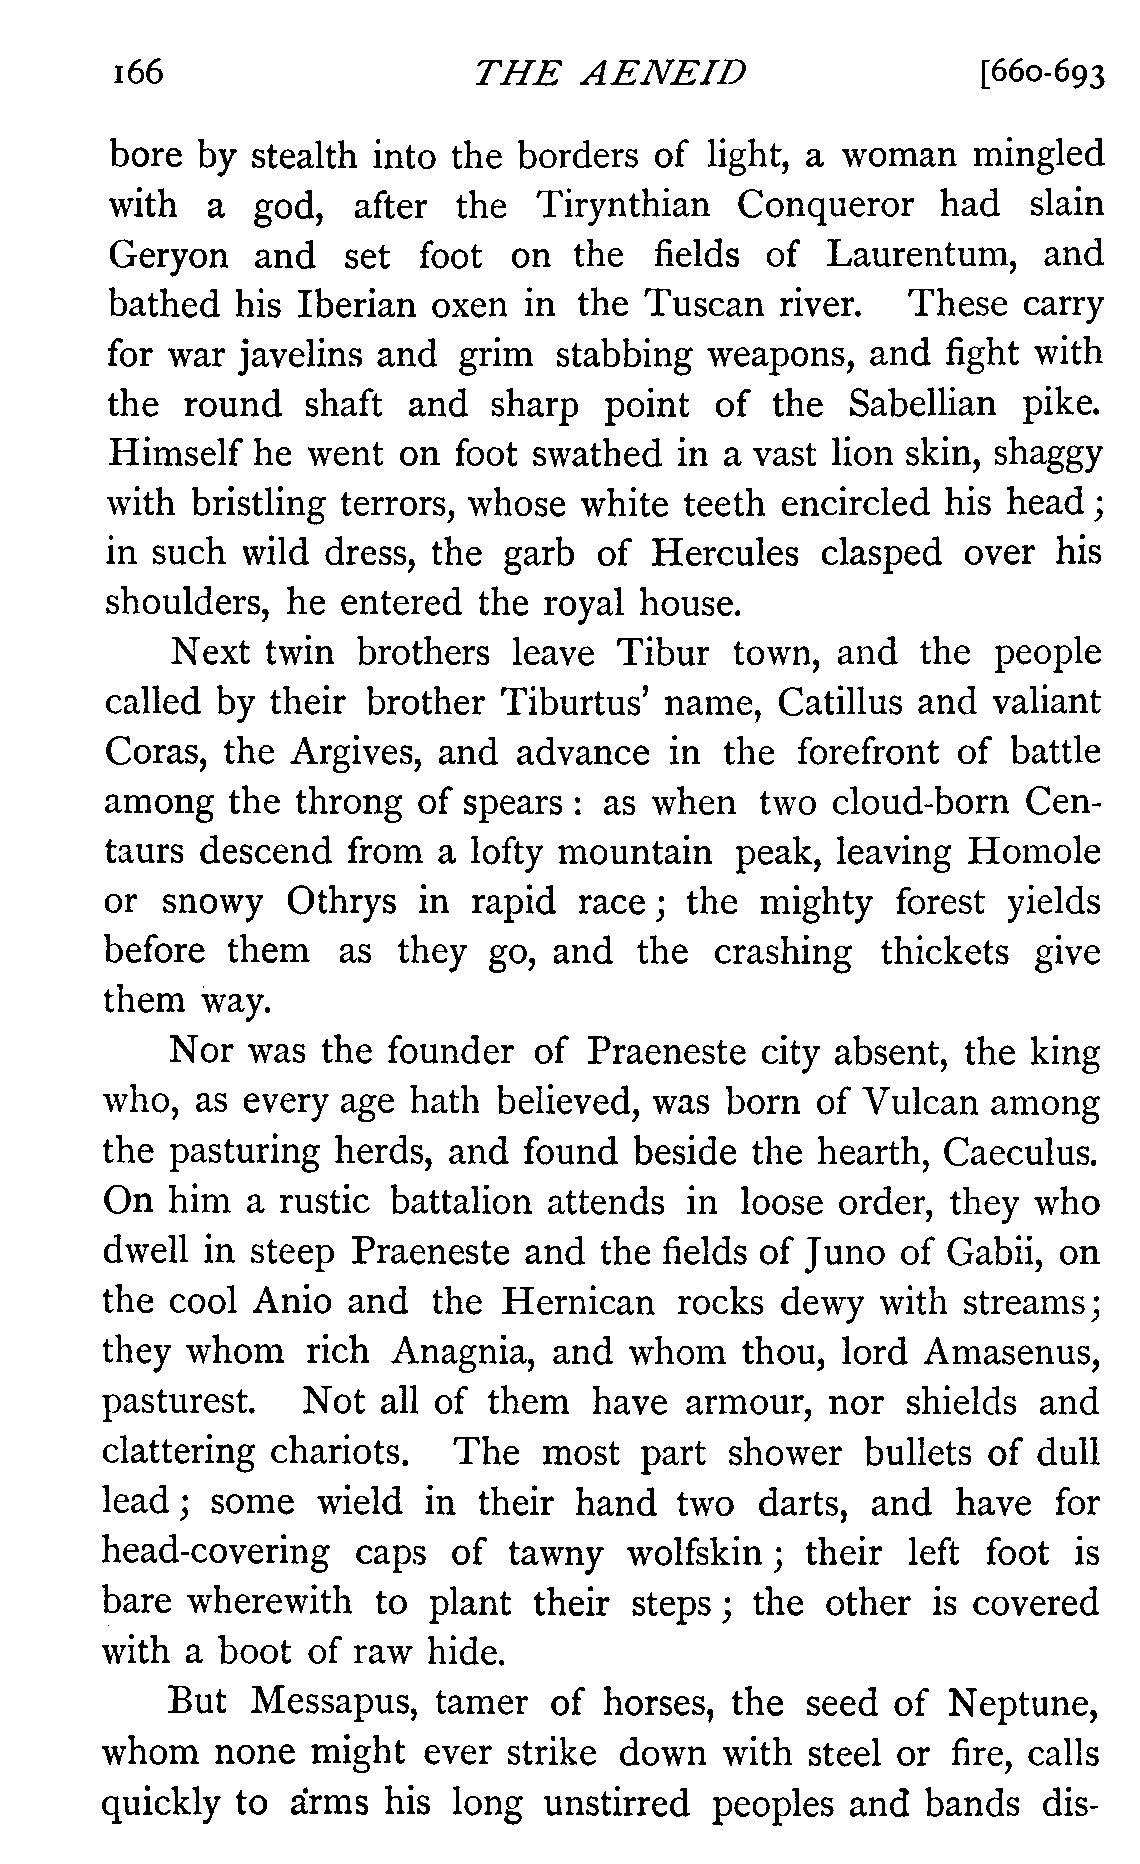 166 THE AENEID [660-693
bore by stealth into the borders of light, a woman mingled
with a god, after the Tirynthian Conqueror had slain
Geryon and set foot on the fields of Laurentum, and
bathed his Iberian oxen in the Tuscan river. These carry
for war javelins and grim stabbing weapons, and fight with
the round shaft and sharp point of the Sabellian pike.
Himself he went on foot swathed in a vast lion skin, shaggy
with bristling terrors, whose white teeth encircled his head ;
in such wild dress, the garb of Hercules clasped over his
shoulders, he entered the royal house.
Next twin brothers leave Tibur town, and the people
called by their brother Tiburtus' name, Catillus and valiant
Coras, the Argives, and advance in the forefront of battle
among the throng of spears : as when two cloud-born Cen-
taurs descend from a lofty mountain peak, leaving Homole
or snowy Othrys in rapid race ; the mighty forest yields
before them as they go, and the crashing thickets give
them way.
Nor was the founder of Praeneste city absent, the king
who, as every age hath believed, was born of Vulcan among
the pasturing herds, and found beside the hearth, Caeculus.
On him a rustic battalion attends in loose order, they who
dwell in steep Praeneste and the fields of Juno of Gabii, on
the cool Anio and the Hernican rocks dewy with streams;
they whom rich Anagnia, and whom thou, lord Amasenus,
pasturest. Not all of them have armour, nor shields and
clattering chariots. The most part shower bullets of dull
lead ; some wield in their hand two darts, and have for
head-covering caps of tawny wolfskin ; their left foot is
bare wherewith to plant their steps ; the other is covered
with a boot of raw hide.
But Messapus, tamer of horses, the seed of Neptune,
whom none might ever strike down with steel or fire, calls
quickly to arms his long unstirred peoples and bands dis-